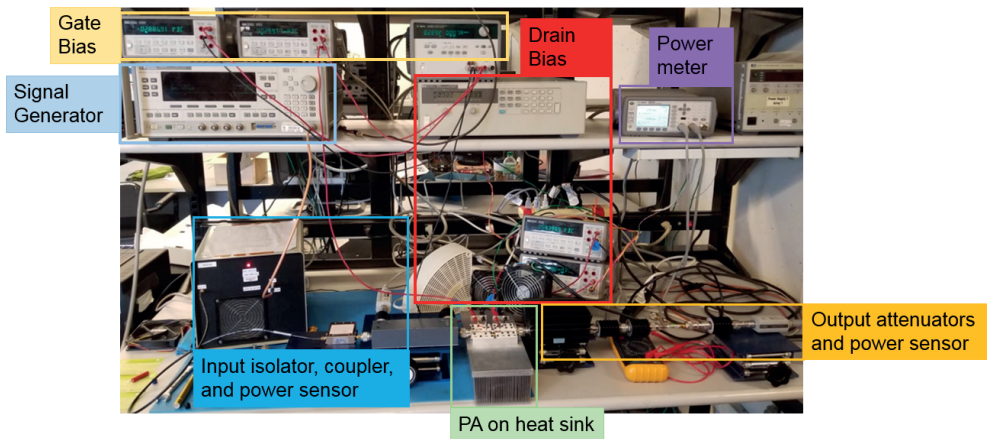 Gate
Bias
Drain
Bias
Power
meter
Signal
Generator
Output attenuators
and power sensor
Input isolator, coupler,
and power sensor
PA on heat sink